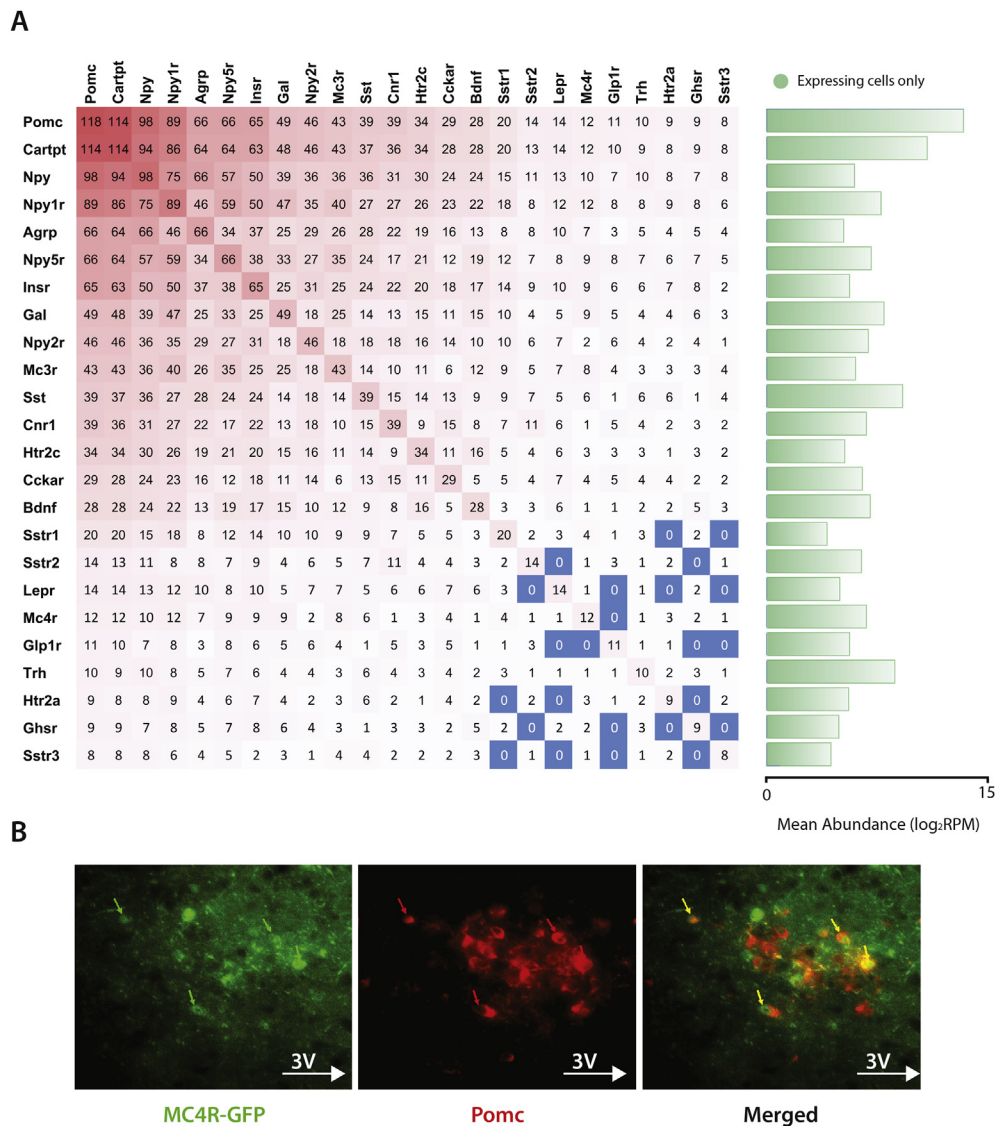 A
Pomc Cartpt Npy Npy1r Agrp Npy5r Insr Gal Npy2r Mc3r Sst Cnr1 Htr2c Cckar Bdnf Sstr1 Sstr2 Lepr Mc4r Glp1r Trh Htr2a Ghsr Sstr3
Expressing cells only
Pomc 118 114 98 89 66 66 65 49 46 43 39 39 34 29 28 20 14 14 12 11 10 9 9 8
Cartpt 114 114 94 86 64 64 63 48 46 43 37 36 34 28 28 20 13 14 12 10 9 8 9 8
Npy 98 94 98 75 66 57 50 39 36 36 36 31 30 24 24 15 11 13 10 7 10 8 7 8
Npy1r 89 86 75 89 46 59 50 47 35 40 27 27 26 23 22 18 8 12 12 8 8 9 8 6
Agrp 66 64 66 46 66 34 37 25 29 26 28 22 19 16 13 8 8 10 7 3 5 4 5 4
Npy5r 66 64 57 59 34 66 38 33 27 35 24 17 21 12 19 12 7 8 9 8 7 6 7 5
Insr 65 63 50 50 37 38 65 25 31 25 24 22 20 18 17 14 9 10 9 6 6 7 8 2
Gal 49 48 39 47 25 33 25 49 18 25 14 13 15 11 15 10 4 5 9 5 4 4 6 3
Npy2r 46 46 36 35 29 27 31 18 46 18 18 18 16 14 10 10 6 7 2 6 4 2 4 1
Mc3r 43 43 36 40 26 35 25 25 18 43 14 10 11 6 12 9 5 7 8 4 3 3 3 4
Sst 39 37 36 27 28 24 24 14 18 14 39 15 14 13 9 9 7 5 6 1 6 6 1 4
Cnr1 39 36 31 27 22 17 22 13 18 10 15 39 9 15 8 7 11 6 1 5 4 2 3 2
Htr2c 34 34 30 26 19 21 20 15 16 11 14 9 34 11 16 5 4 6 3 3 3 1 3 2
Cckar 29 28 24 23 16 12 18 11 14 6 13 15 11 29 5 5 4 7 4 5 4 4 2 2
Bdnf 28 28 24 22 13 19 17 15 10 12 9 8 16 5 28 3 3 6 1 1 2 2 5 3
Sstr1 20 20 15 18 8 12 14 10 10 9 9 7 5 5 3 20 2 3 4 1 3 0 2 0
Sstr2 14 13 11 8 8 7 9 4 6 5 7 11 4 4 3 2 14 0 1 3 1 2 0 1
Lepr 14 14 13 12 10 8 10 5 7 7 5 6 6 7 6 3 0 14 1 0 1 0 2 0
Mc4r 12 12 10 12 7 9 9 9 2 8 6 1 3 4 1 4 1 1 12 0 1 3 2 1
Glp1r 11 10 7 8 3 8 6 5 6 4 1 5 3 5 1 1 3 0 0 11 1 1 0 0
Trh 10 9 10 8 5 7 6 4 4 3 6 4 3 4 2 3 1 1 1 1 10 2 3 1
Htr2a 9 8 8 9 4 6 7 4 2 3 6 2 1 4 2 0 2 0 3 1 2 9 0 2
Ghsr 9 9 7 8 5 7 8 6 4 3 1 3 3 2 5 2 0 2 2 0 3 0 9 0
Sstr3 8 8 8 6 4 5 2 3 1 4 4 2 2 2 3 0 1 0 1 0 1 2 0 8
0 15
Mean Abundance (log₂RPM)
B
3V 3V 3V
MC4R-GFP Pomc Merged